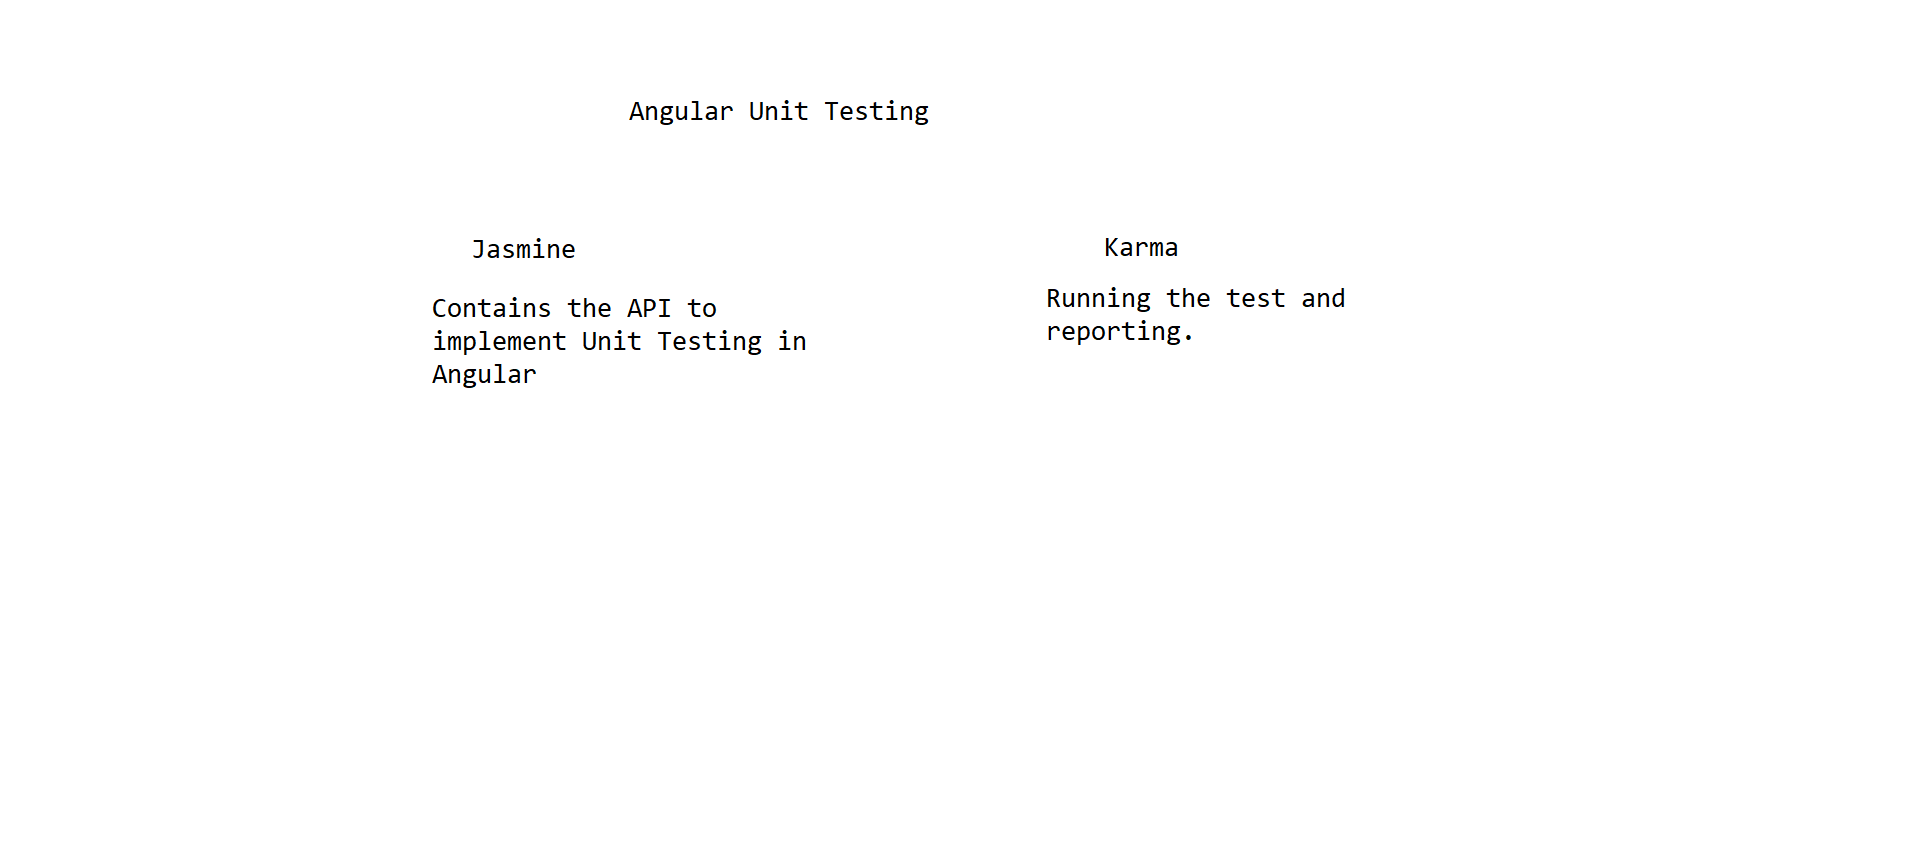 Angular Unit Testing
Jasmine
Contains the API to
implement Unit Testing in
Angular
Karma
Running the test and
reporting.